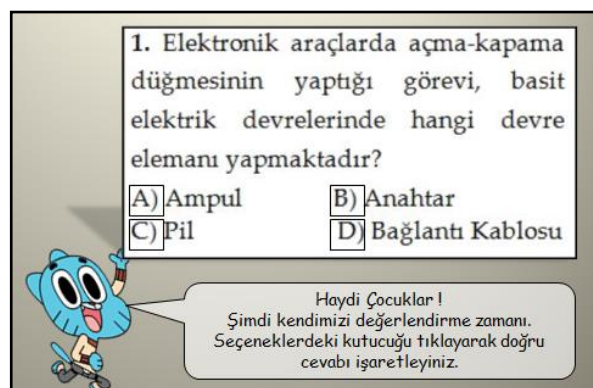 1. Elektronik araçlarda açma-kapama
düğmesinin yaptığı görevi, basit
elektrik devrelerinde hangi devre
elemanı yapmaktadır?
A) Ampul B) Anahtar
C) Pil D) Bağlantı Kablosu
Haydi Çocuklar !
Şimdi kendimizi değerlendirme zamanı.
Seçeneklerdeki kutucuğu tıklayarak doğru
cevabı işaretleyiniz.